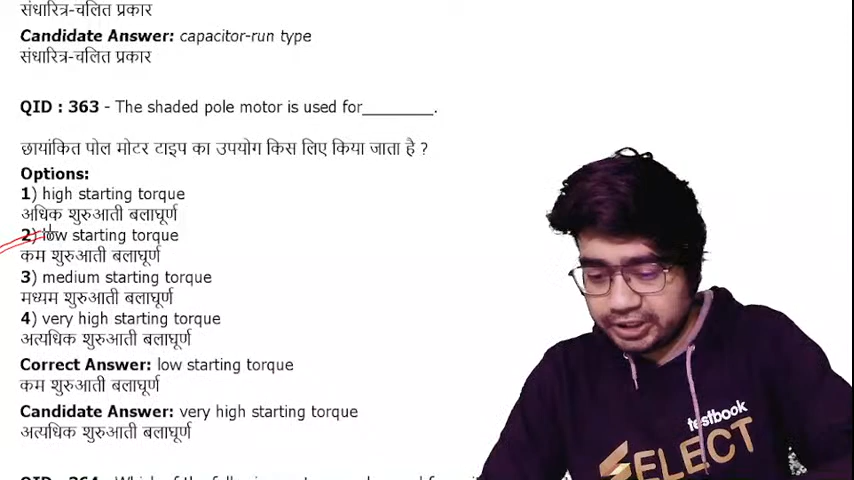 संधारित्र-चलित प्रकार
Candidate Answer: capacitor-run type
संधारित्र-चलित प्रकार
QID : 363 - The shaded pole motor is used for________.
छायांकित पोल मोटर टाइप का उपयोग किस लिए किया जाता है ?
Options:
1) high starting torque
अधिक शुरुआती बलाघूर्ण
2) low starting torque
कम शुरुआती बलाघूर्ण
3) medium starting torque
मध्यम शुरुआती बलाघूर्ण
4) very high starting torque
अत्यधिक शुरुआती बलाघूर्ण
Correct Answer: low starting torque
कम शुरुआती बलाघूर्ण
Candidate Answer: very high starting torque
अत्यधिक शुरुआती बलाघूर्ण
testbook
SELECT